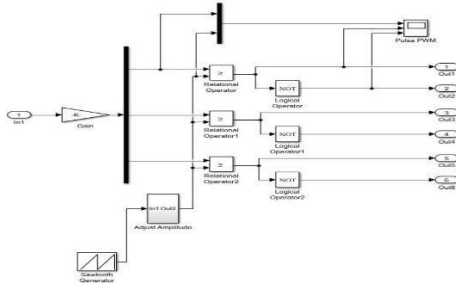 Pulsa PWM
1
Out1
≥
Relational
Operator
NOT
Logical
Operator
2
Out2
1
In1
-K-
Gain
≥
Relational
Operator1
3
Out3
NOT
Logical
Operator1
4
Out4
≥
Relational
Operator2
5
Out5
NOT
Logical
Operator2
6
Out6
In1 Out2
Adjust Amplitudo
Sawtooth
Generator